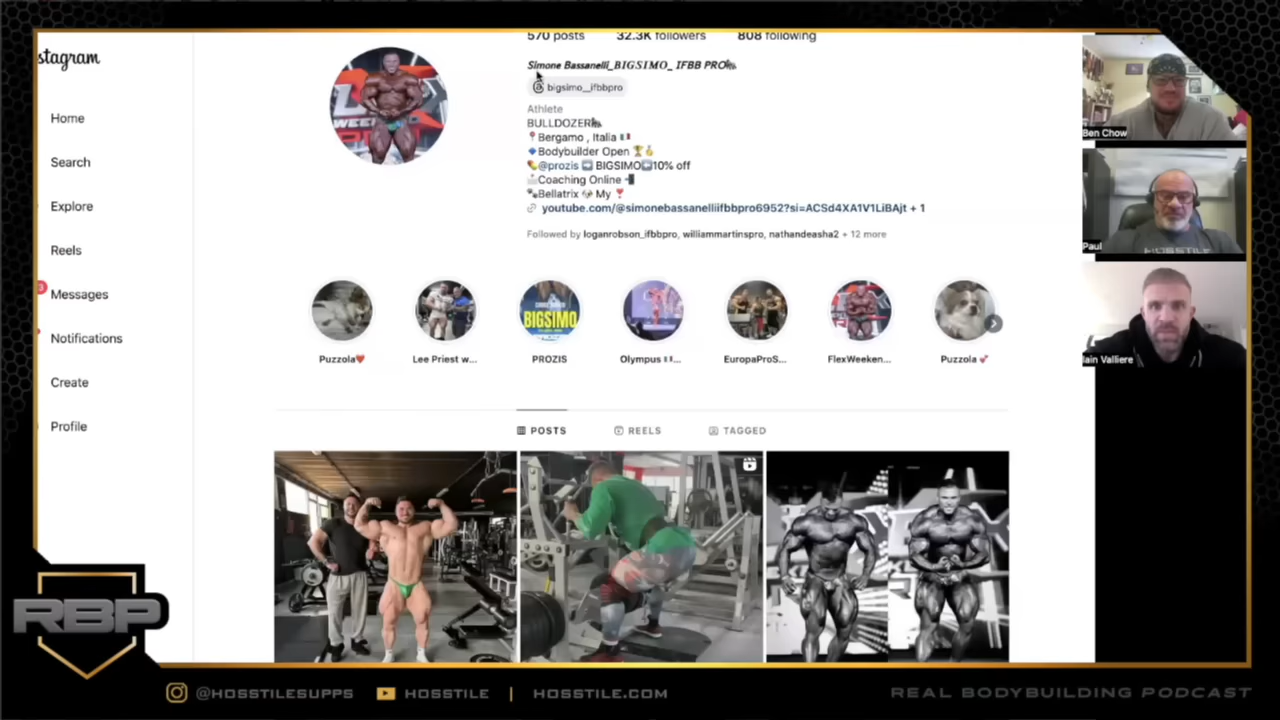 stagram
Home
Search
Explore
Reels
3
Messages
Notifications
Create
Profile
570 posts 32.3K followers 808 following
Simone Bassanelli_BIGSIMO_ IFBB PRO
bigsimo__ifbbpro
Athlete
BULLDOZER
Bergamo , Italia
Bodybuilder Open
@prozis BIGSIMO 10% off
Coaching Online
Bellatrix My
youtube.com/@simonebassanelliifbbpro6952?si=ACSd4XA1V1LiBAjt + 1
Followed by loganrobson_ifbbpro, williammartinspro, nathandeasha2 + 12 more
BIGSIMO
Puzzola Lee Priest w... PROZIS Olympus ... EuropaProS... FlexWeeken... Puzzola
POSTS REELS TAGGED
Ben Chow
Paul
HOSSTILE
lain Valliere
RBP
@HOSSTILESUPPS HOSSTILE | HOSSTILE.COM
REAL BODYBUILDING PODCAST